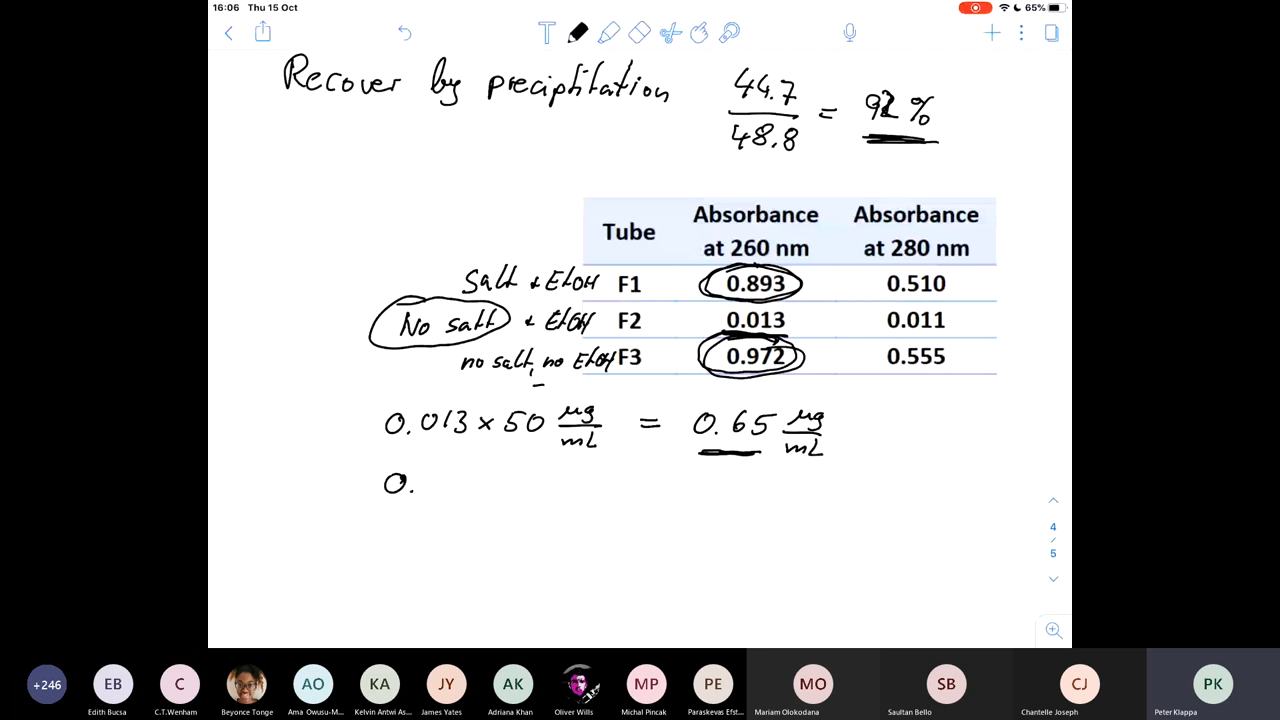 16:06 Thu 15 Oct
65%
T
Recover by preciptitation 44.7
48.8 = 92 %
Tube Absorbance at 260 nm Absorbance at 280 nm
Salt + EtOH F1 0.893 0.510
No salt + EtOH F2 0.013 0.011
no salt, no EtOH F3 0.972 0.555
0.013 × 50 μg/mL = 0.65 μg/mL
0.
4
/
5
+246 EB C AO KA JY AK MP PE MO SB CJ PK
Edith Bucsa C.T.Wenham Beyonce Tonge Ama Owusu-M... Kelvin Antwi As... James Yates Adriana Khan Oliver Wills Michal Pincak Paraskevas Efst... Mariam Olokodana Saultan Bello Chantelle Joseph Peter Klappa